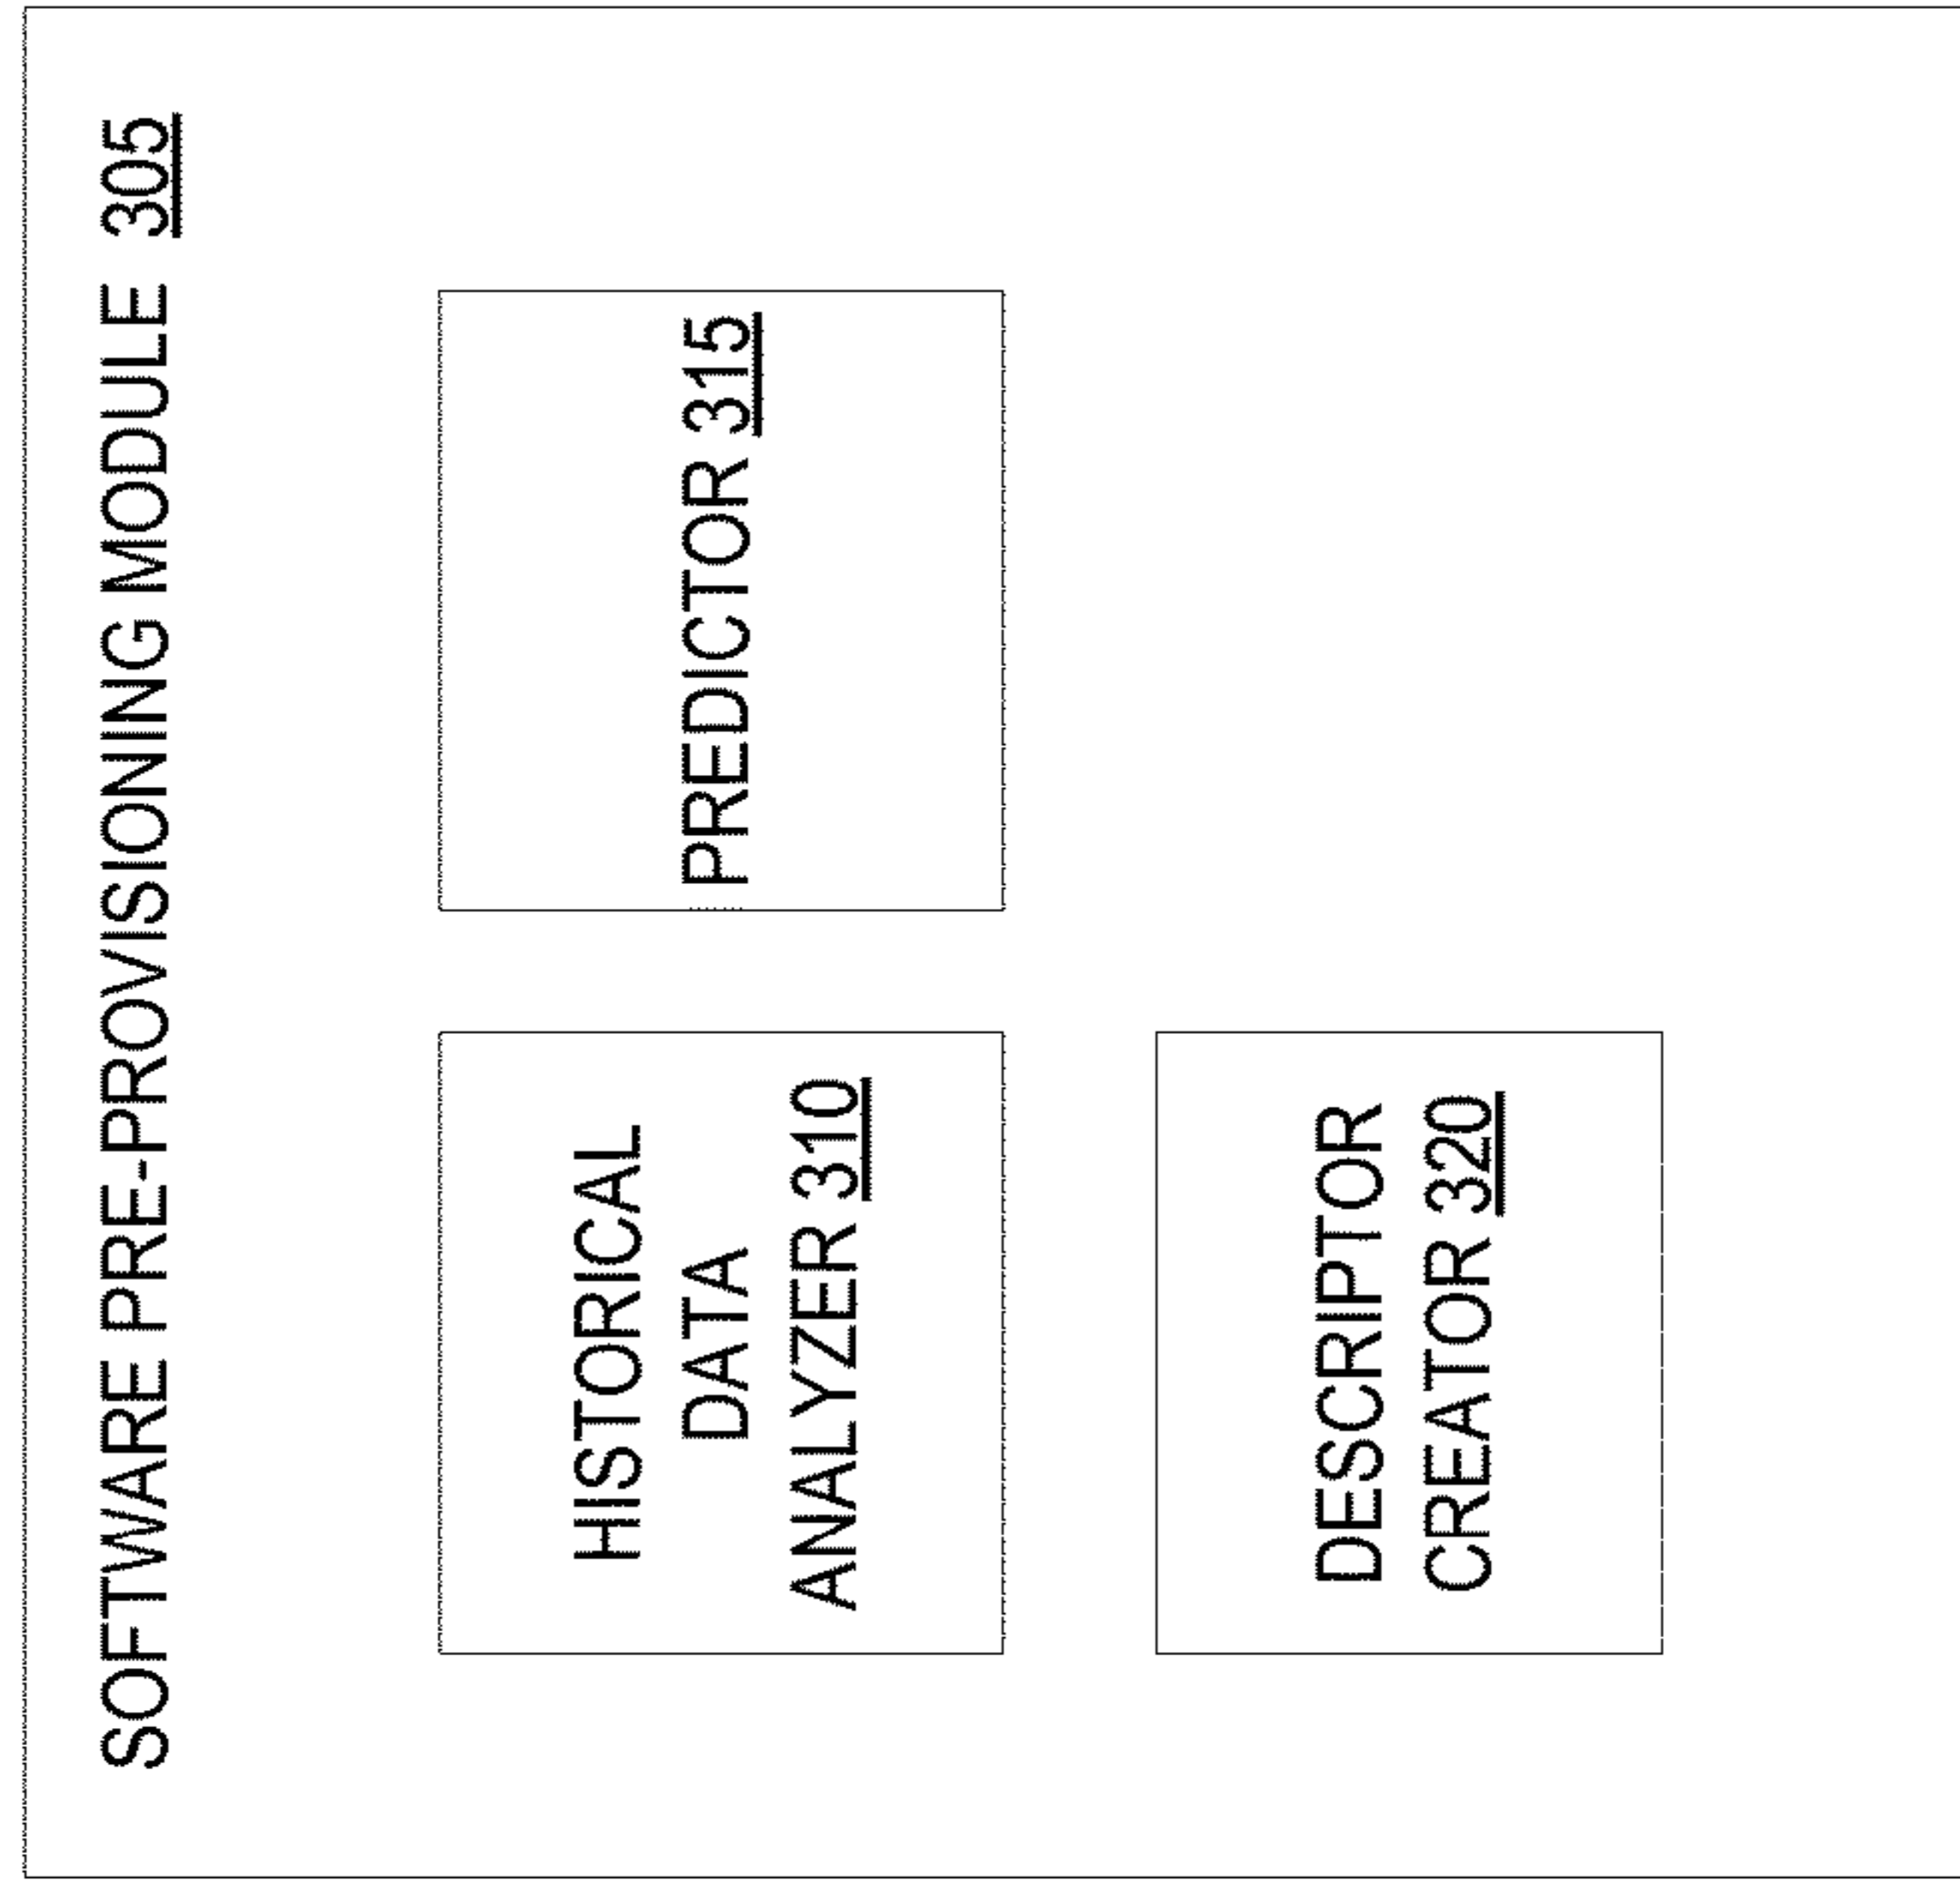 SOFTWARE PRE-PROVISIONING MODULE 305
HISTORICAL
DATA
ANALYZER 310
PREDICTOR 315
DESCRIPTOR
CREATOR 320